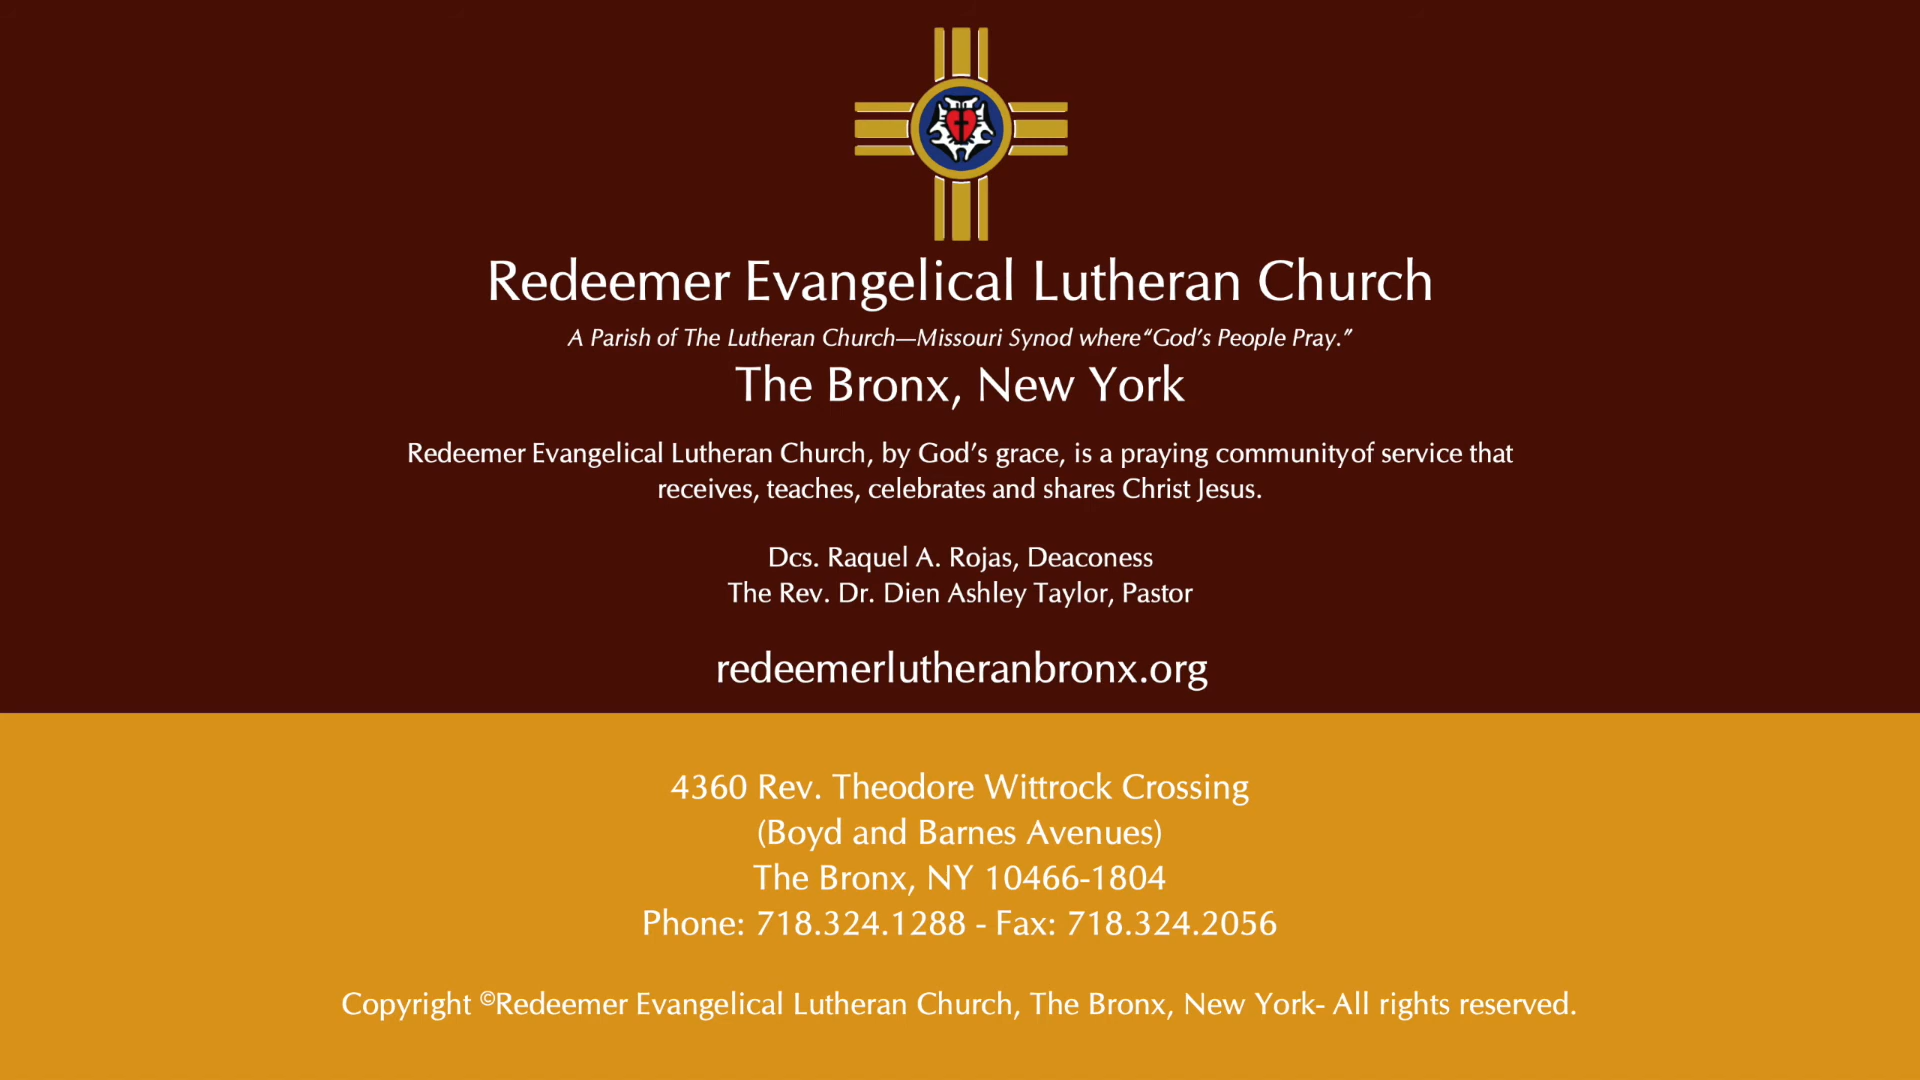 Redeemer Evangelical Lutheran Church
A Parish of The Lutheran Church—Missouri Synod where “God’s People Pray.”
The Bronx, New York
Redeemer Evangelical Lutheran Church, by God’s grace, is a praying community of service that
receives, teaches, celebrates and shares Christ Jesus.
Dcs. Raquel A. Rojas, Deaconess
The Rev. Dr. Dien Ashley Taylor, Pastor
redeemerlutheranbronx.org
4360 Rev. Theodore Wittrock Crossing
(Boyd and Barnes Avenues)
The Bronx, NY 10466-1804
Phone: 718.324.1288 - Fax: 718.324.2056
Copyright ©Redeemer Evangelical Lutheran Church, The Bronx, New York- All rights reserved.